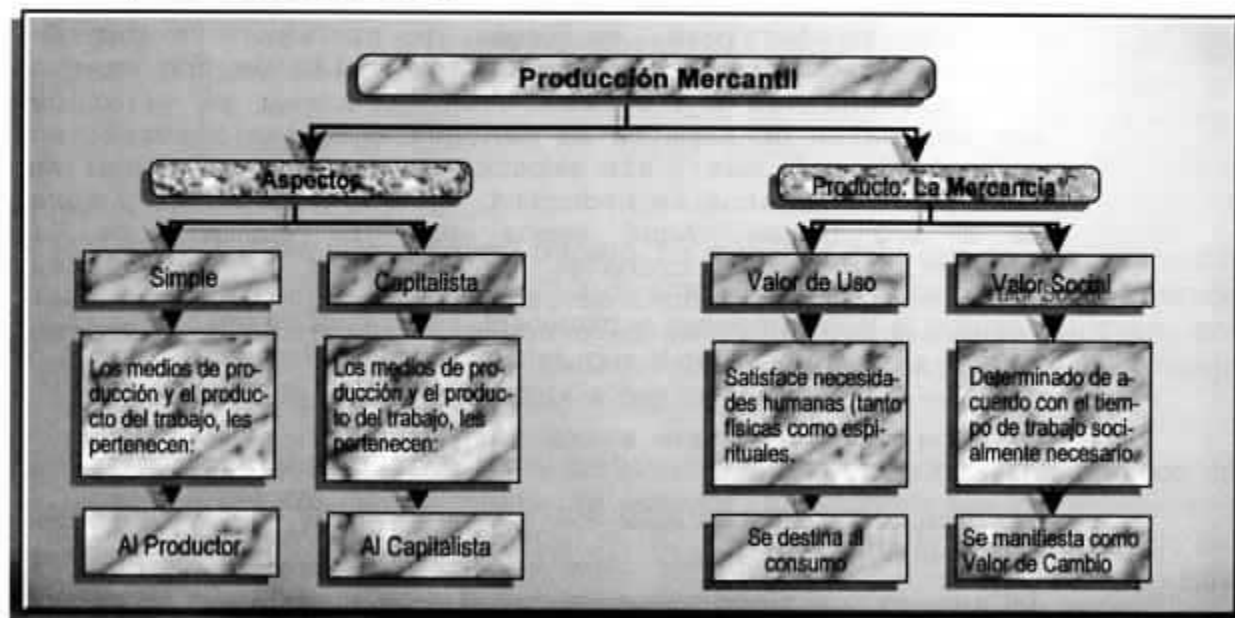 Producción Mercantil
Aspectos
Producto: La Mercancía
Simple
Capitalista
Valor de Uso
Valor Social
Los medios de pro-
ducción y el produc-
cto del trabajo, les
pertenecen:
Los medios de pro-
ducción y el produc-
to del trabajo, les
pertenecen:
Satisface necesida-
des humanas (tanto
físicas como espi-
rituales.
Determinado de a-
cuerdo con el tiem-
po de trabajo soci-
almente necesario.
Al Productor.
Al Capitalista
Se destina al
consumo
Se manifiesta como
Valor de Cambio